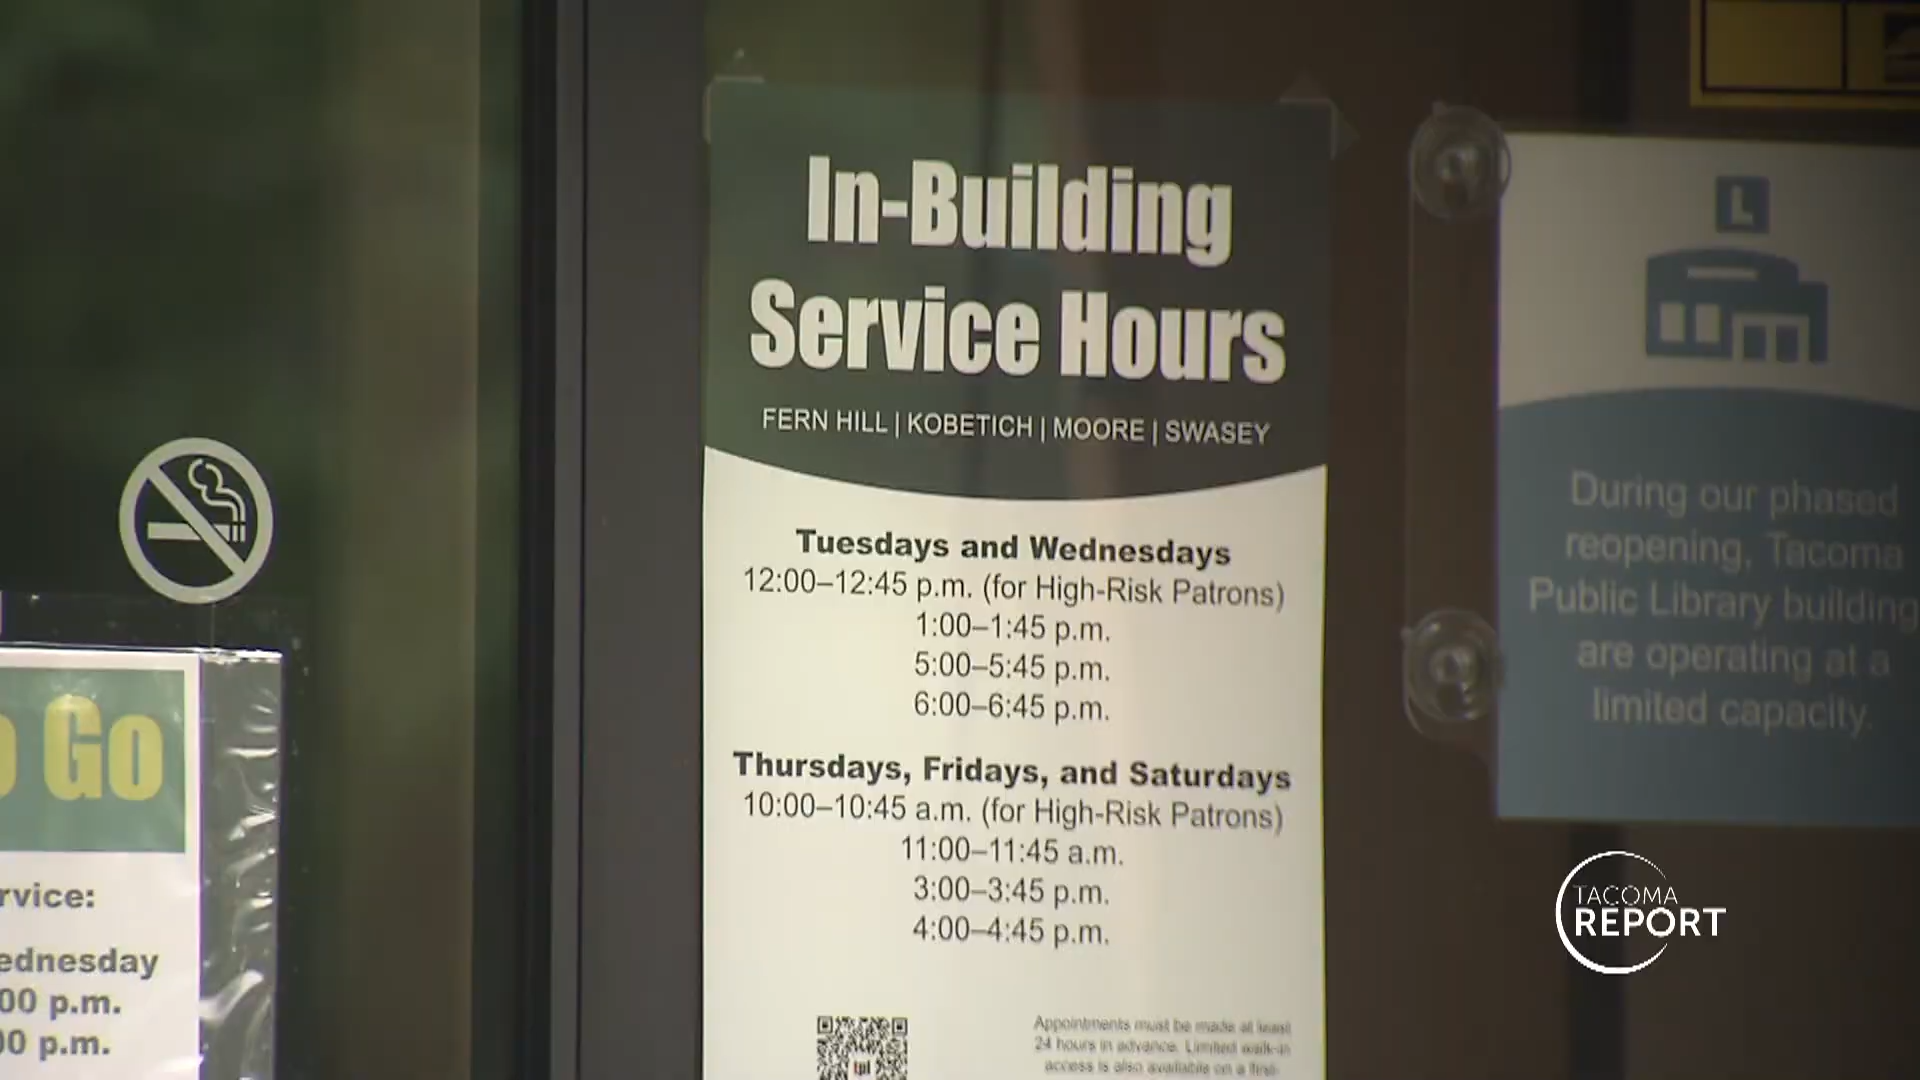 In-Building
Service Hours
FERN HILL | KOBETICH | MOORE | SWASEY
Tuesdays and Wednesdays
12:00–12:45 p.m. (for High-Risk Patrons)
1:00–1:45 p.m.
5:00–5:45 p.m.
6:00–6:45 p.m.
Thursdays, Fridays, and Saturdays
10:00–10:45 a.m. (for High-Risk Patrons)
11:00–11:45 a.m.
3:00–3:45 p.m.
4:00–4:45 p.m.
tpl
Appointments must be made at least
24 hours in advance. Limited walk-in
access is also available on a first-
L
During our phased
reopening, Tacoma
Public Library building
are operating at a
limited capacity.
o Go
rvice:
ednesday
00 p.m.
00 p.m.
TACOMA
REPORT